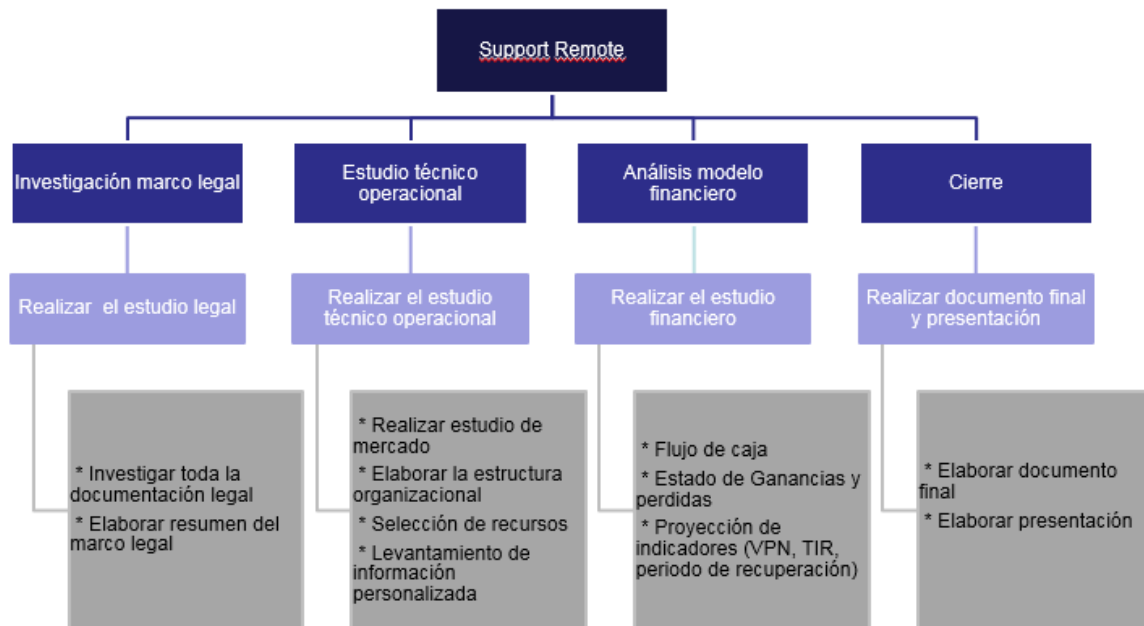 Support Remote
Investigación marco legal
Estudio técnico
operacional
Análisis modelo
financiero
Cierre
Realizar  el estudio legal
Realizar el estudio
técnico operacional
Realizar el estudio
financiero
Realizar documento final
y presentación
* Investigar toda la
documentación legal
* Elaborar resumen del
marco legal
* Realizar estudio de
mercado
* Elaborar la estructura
organizacional
* Selección de recursos
* Levantamiento de
información
personalizada
* Flujo de caja
* Estado de Ganancias y
perdidas
* Proyección de
indicadores (VPN, TIR,
periodo de recuperación)
* Elaborar documento
final
* Elaborar presentación